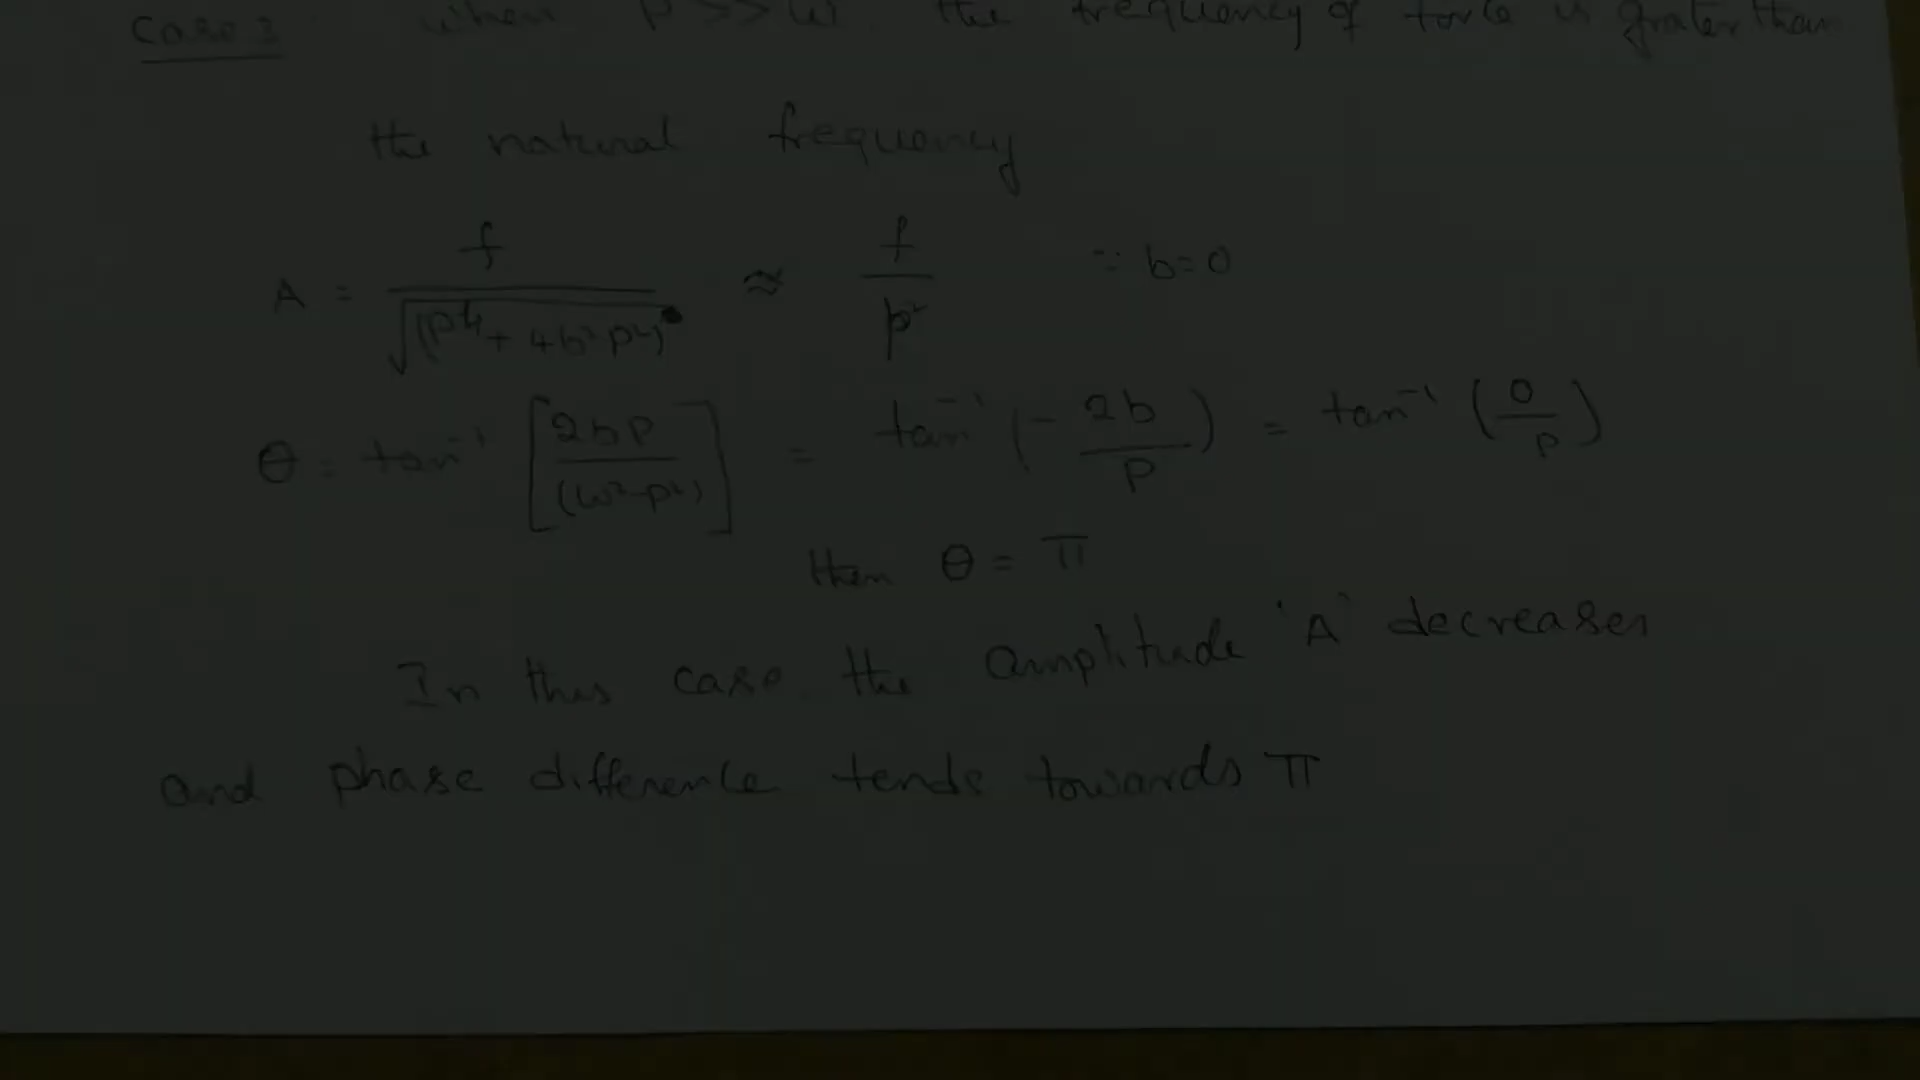 Case 3 when P >> ω the frequency of force is grater than
the natural frequency
A = f / √(P⁴ + 4b²P²) ≈ f / p² ∵ b=0
θ = tan⁻¹ [2bP / (ω²-p²)] = tan⁻¹ (- 2b / P) = tan⁻¹ (0 / P)
then θ = π
In this case the amplitude 'A' decreases
and phase difference tends towards π